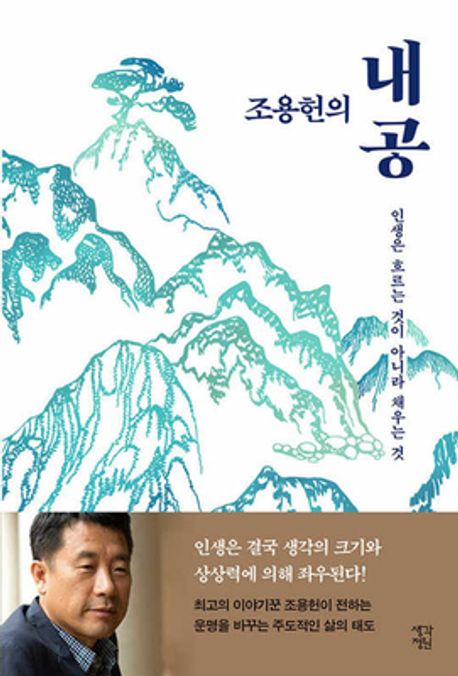 조용헌의
내공
인생은 흐르는 것이 아니라 채우는 것
인생은 결국 생각의 크기와
상상력에 의해 좌우된다!
최고의 이야기꾼 조용헌이 전하는
운명을 바꾸는 주도적인 삶의 태도
생각
정원